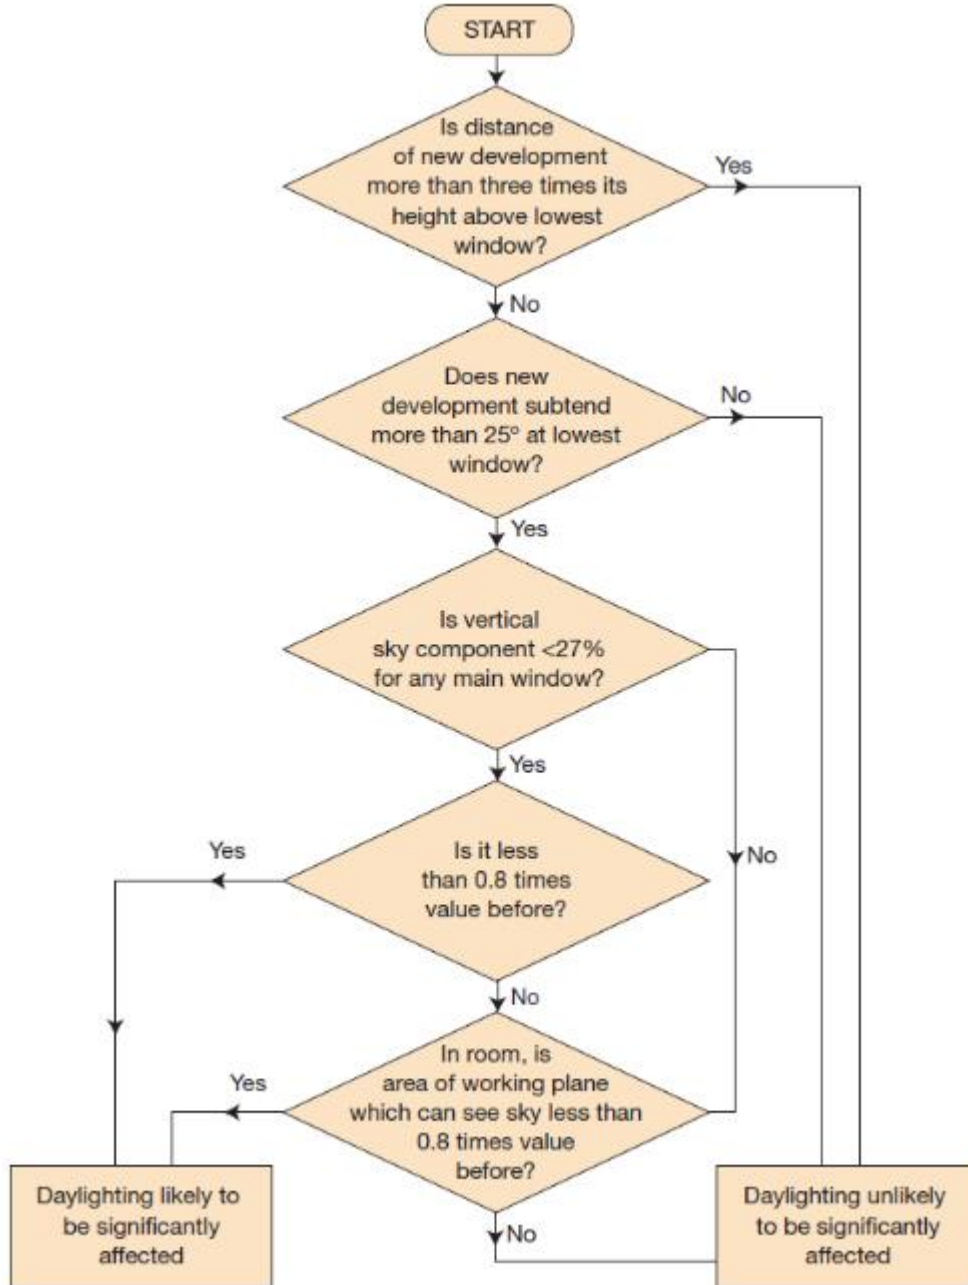 START
Is distance
of new development
more than three times its
height above lowest
window?
Yes
No
Does new
development subtend
more than 25º at lowest
window?
No
Yes
Is vertical
sky component <27%
for any main window?
Yes
No
Is it less
than 0.8 times
value before?
Yes
No
In room, is
area of working plane
which can see sky less than
0.8 times value
before?
Yes
No
Daylighting likely to
be significantly
affected
Daylighting unlikely
to be significantly
affected